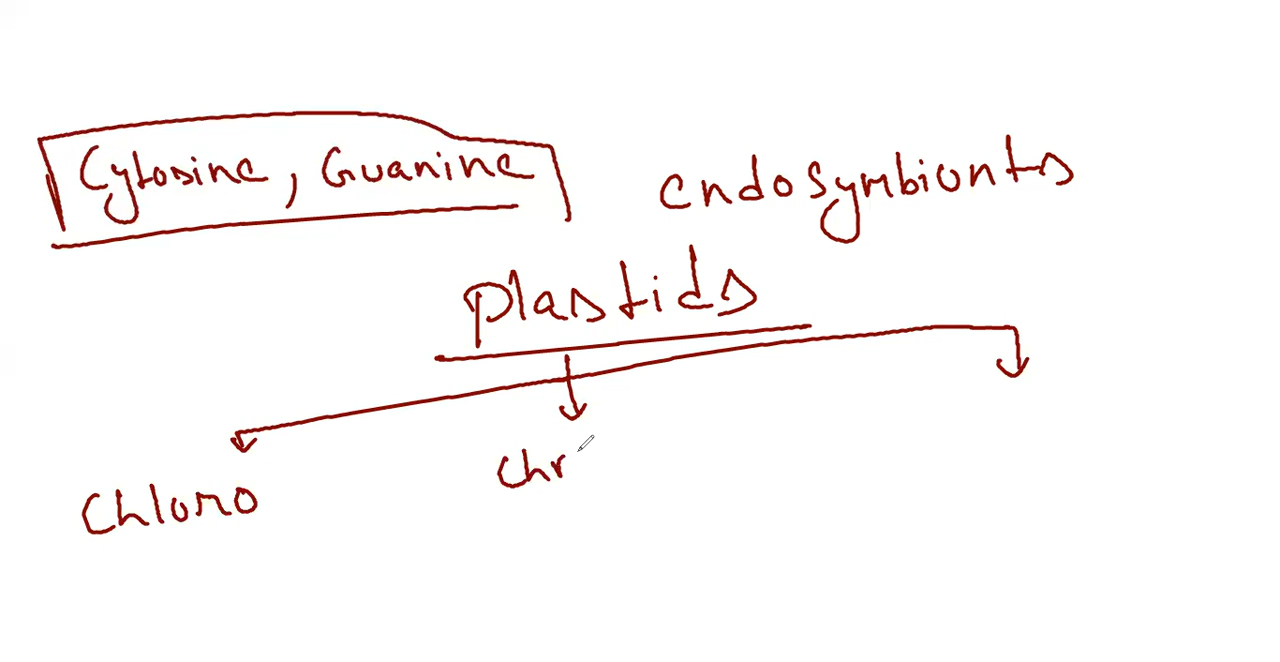 Cytosine, Guanine
endosymbionts
plastids
Chloro
Chr